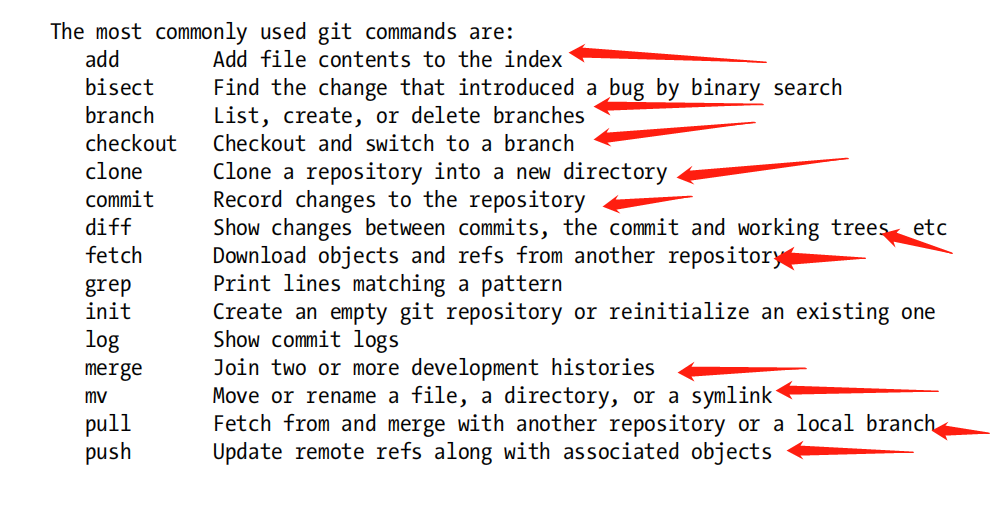 The most commonly used git commands are:
add Add file contents to the index
bisect Find the change that introduced a bug by binary search
branch List, create, or delete branches
checkout Checkout and switch to a branch
clone Clone a repository into a new directory
commit Record changes to the repository
diff Show changes between commits, the commit and working trees, etc
fetch Download objects and refs from another repository
grep Print lines matching a pattern
init Create an empty git repository or reinitialize an existing one
log Show commit logs
merge Join two or more development histories
mv Move or rename a file, a directory, or a symlink
pull Fetch from and merge with another repository or a local branch
push Update remote refs along with associated objects